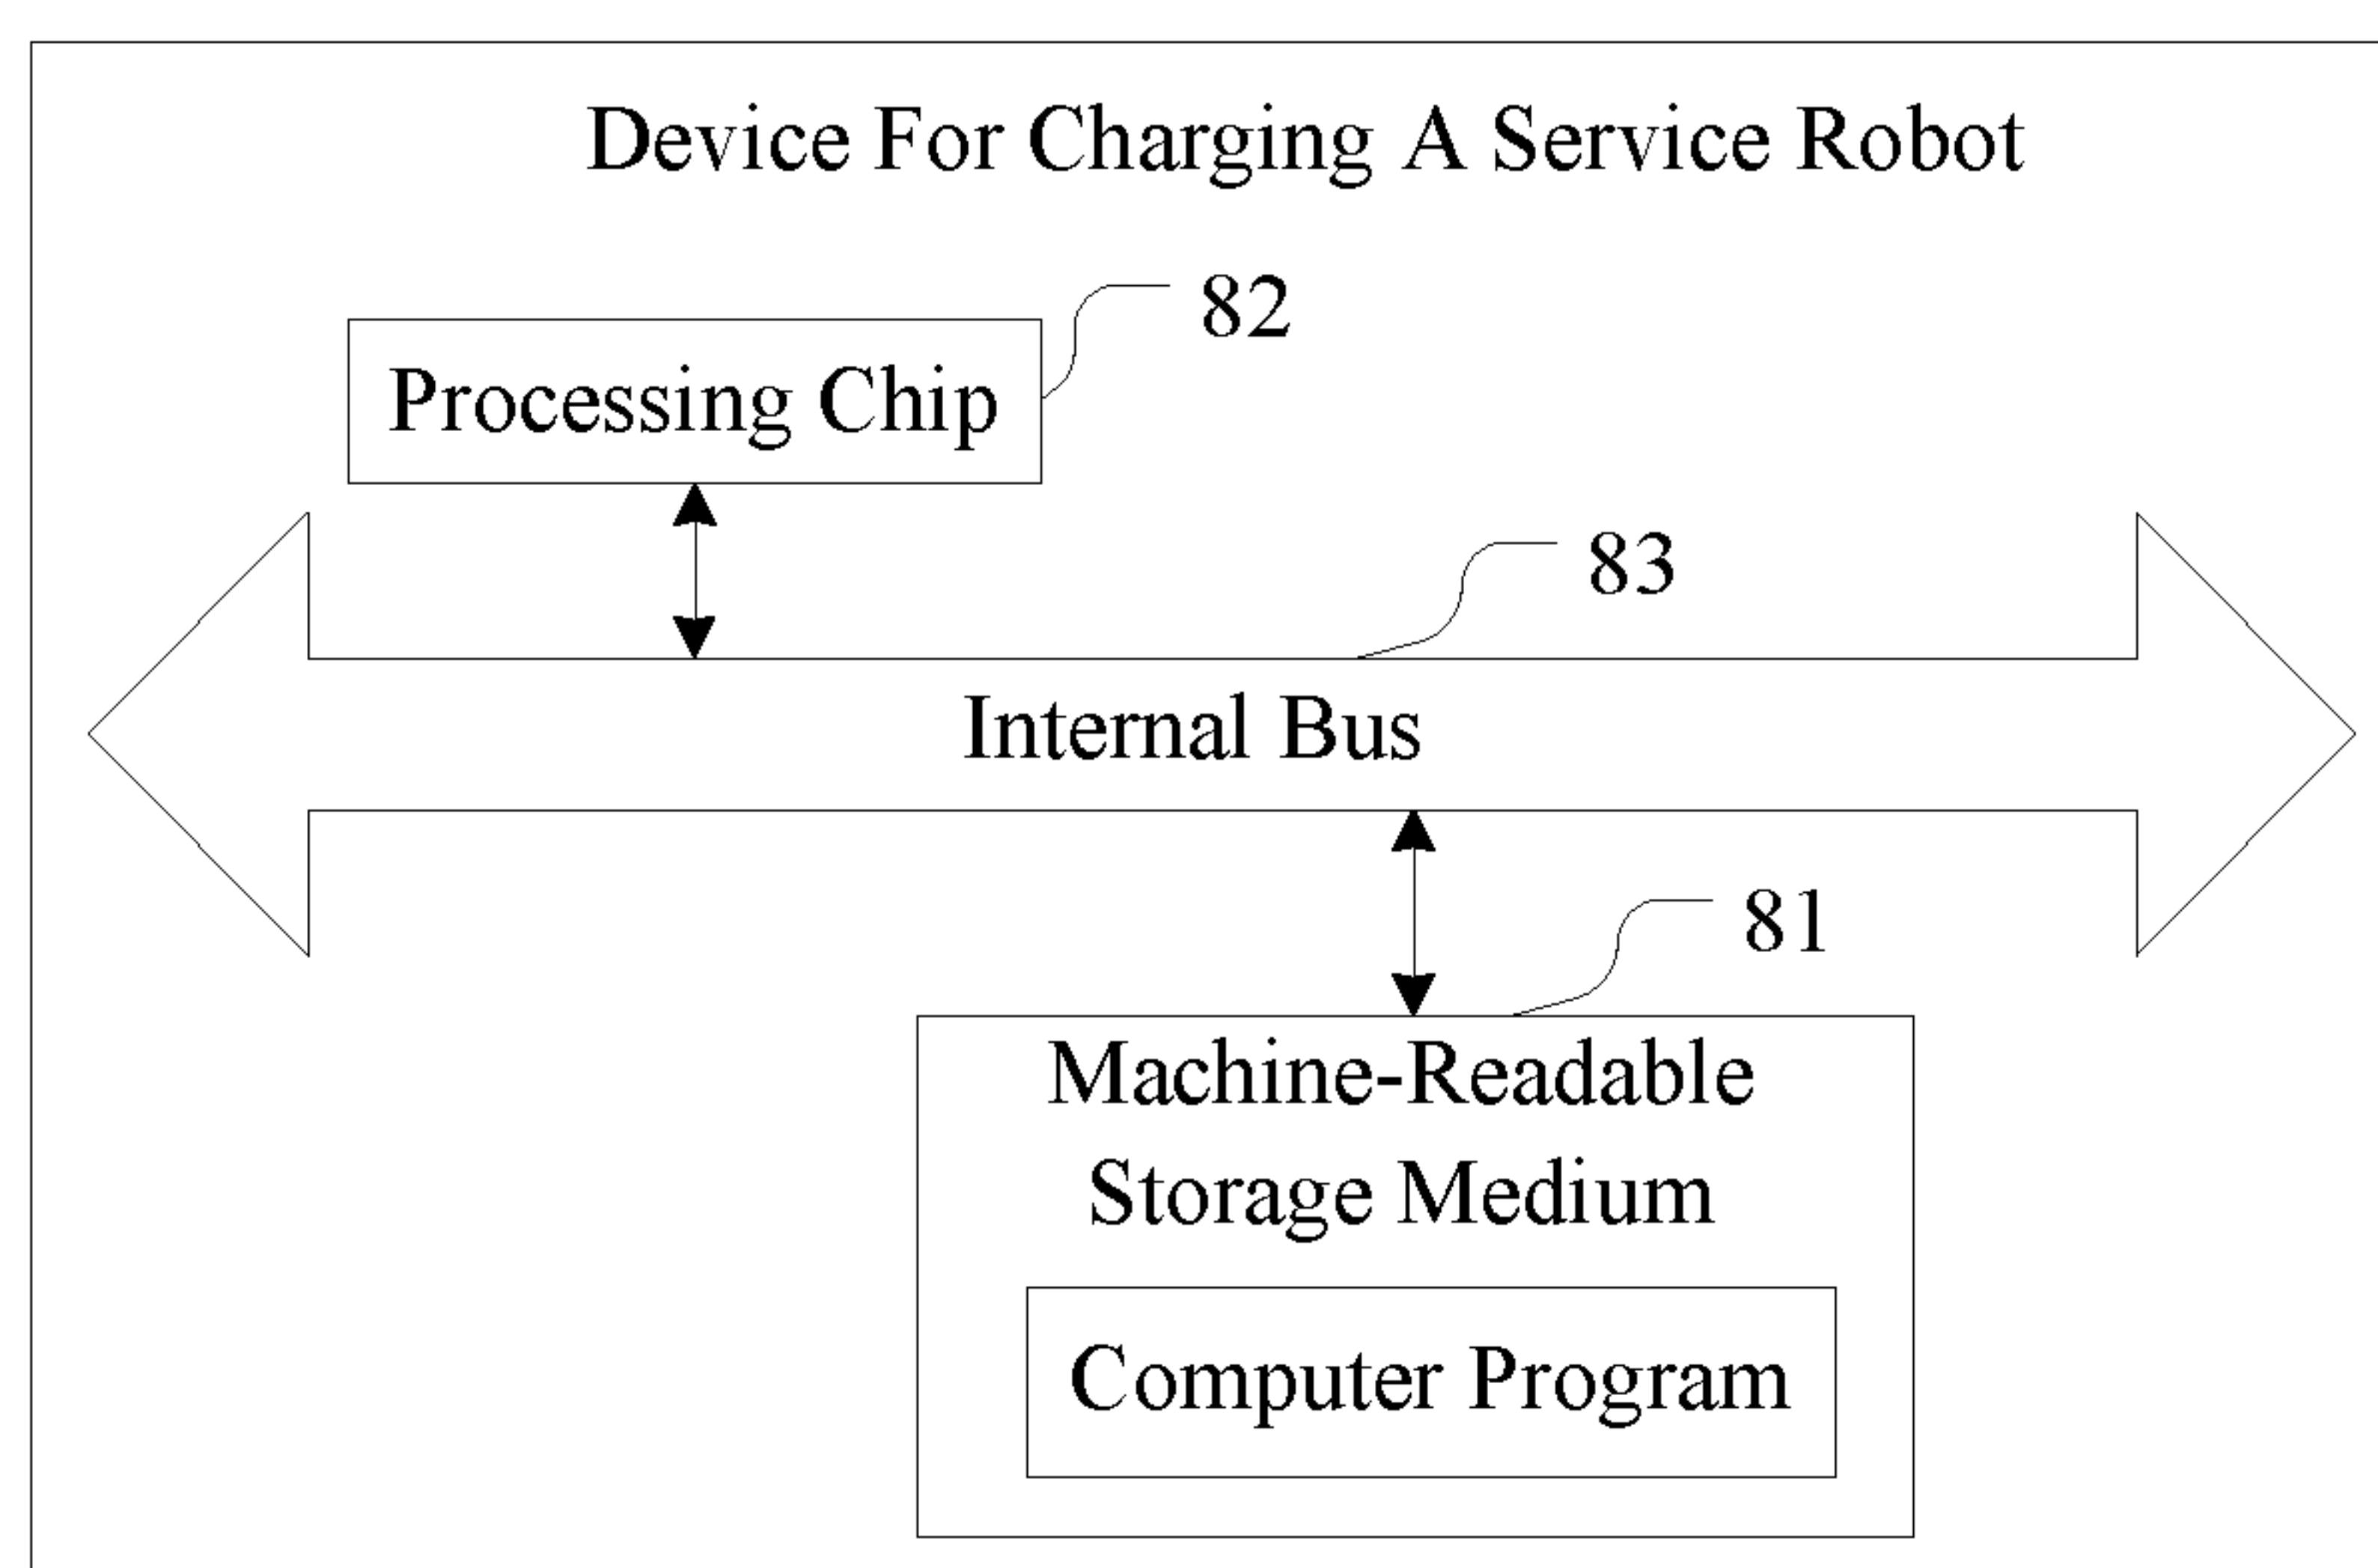 Device For Charging A Service Robot
82
Processing Chip
83
Internal Bus
81
Machine-Readable
Storage Medium
Computer Program